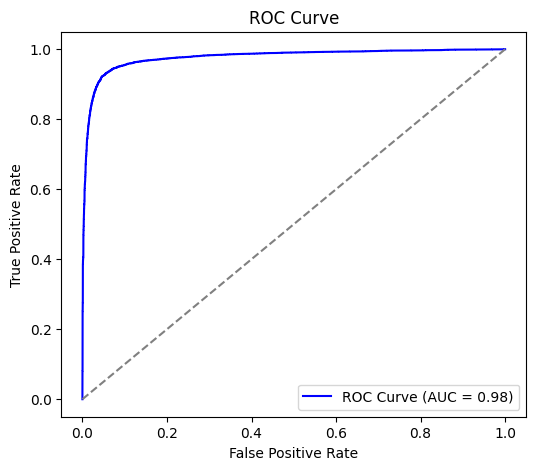 ROC Curve
True Positive Rate
1.0
0.8
0.6
0.4
0.2
0.0
ROC Curve (AUC = 0.98)
0.0 0.2 0.4 0.6 0.8 1.0
False Positive Rate